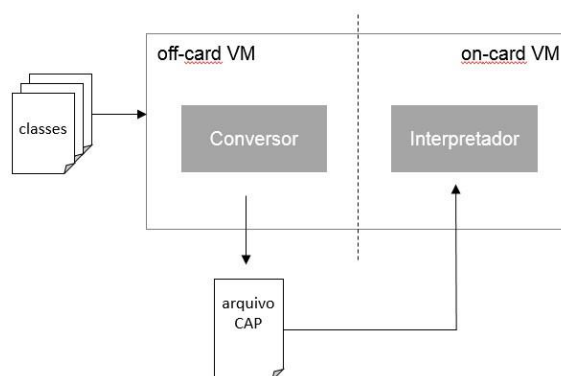 off-card VM
on-card VM
classes
Conversor
Interpretador
arquivo
CAP